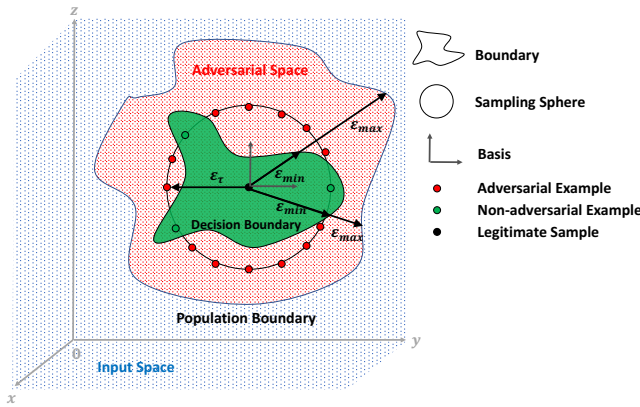 z
Adversarial Space
ε_max
ε_τ
ε_min
ε_min
Decision Boundary
ε_max
Population Boundary
0
y
Input Space
x
Boundary
Sampling Sphere
Basis
Adversarial Example
Non-adversarial Example
Legitimate Sample